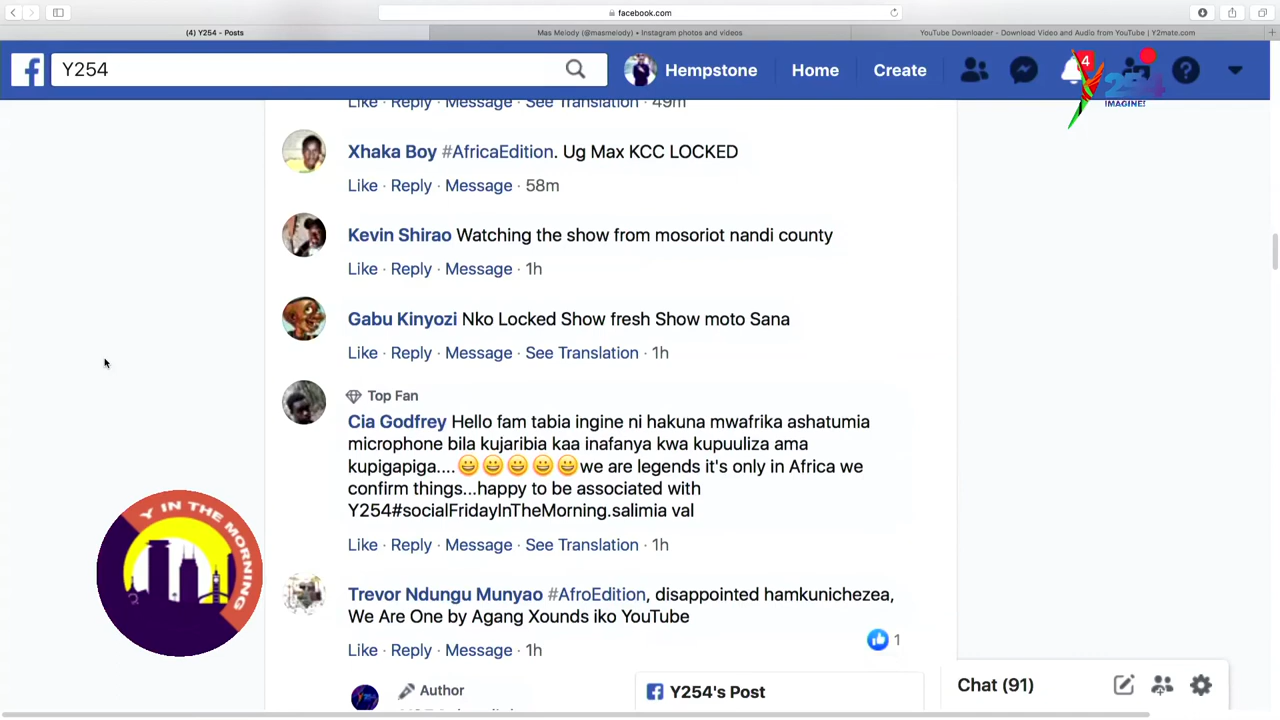 facebook.com
(4) Y254 - Posts
Mas Melody (@masmelody) • Instagram photos and videos
YouTube Downloader - Download Video and Audio from YouTube | Y2mate.com
Y254
Hempstone
Home
Create
4
254
IMAGINE!
Like · Reply · Message · See Translation · 49m
Xhaka Boy #AfricaEdition. Ug Max KCC LOCKED
Like · Reply · Message · 58m
Kevin Shirao Watching the show from mosoriot nandi county
Like · Reply · Message · 1h
Gabu Kinyozi Nko Locked Show fresh Show moto Sana
Like · Reply · Message · See Translation · 1h
Top Fan
Cia Godfrey Hello fam tabia ingine ni hakuna mwafrika ashatumia
microphone bila kujaribia kaa inafanya kwa kupuuliza ama
kupigapiga....😀😀😀😀😀we are legends it's only in Africa we
confirm things...happy to be associated with
Y254#socialFridayInTheMorning.salimia val
Like · Reply · Message · See Translation · 1h
Trevor Ndungu Munyao #AfroEdition, disappointed hamkunichezea,
We Are One by Agang Xounds iko YouTube
1
Like · Reply · Message · 1h
Author
Y254's Post
Chat (91)
Y IN THE MORNING